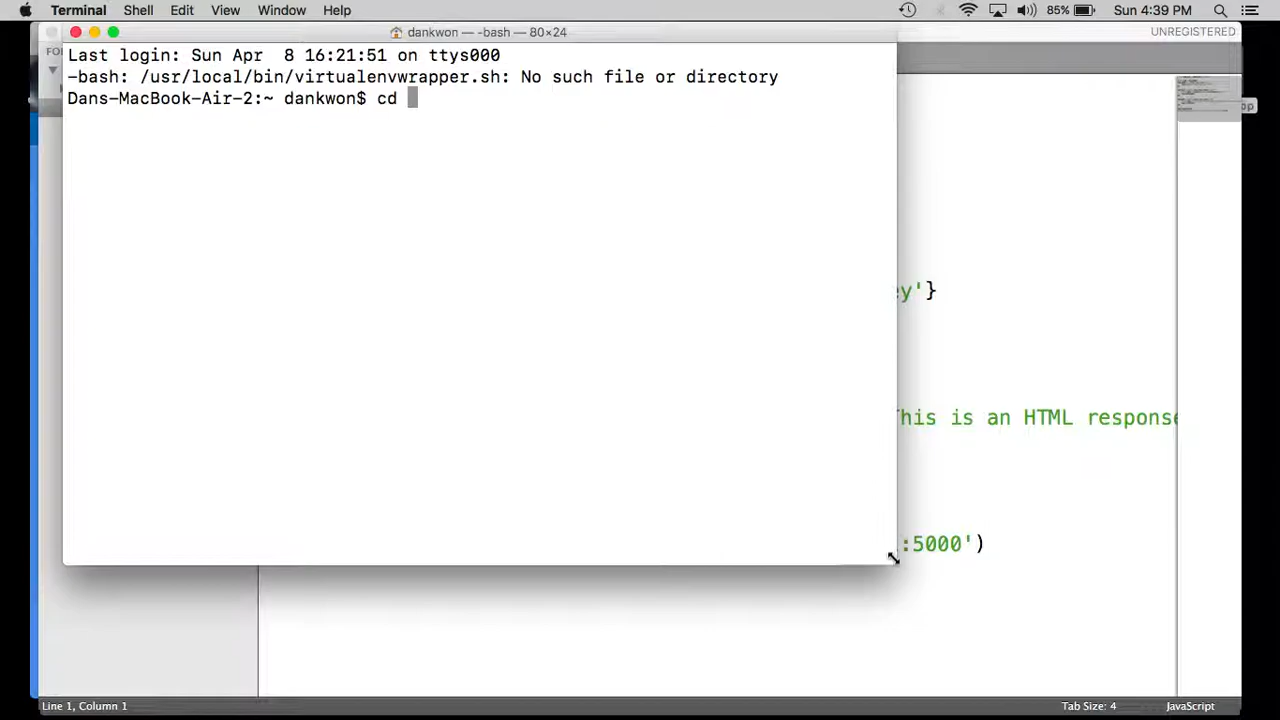 Terminal Shell Edit View Window Help 85% Sun 4:39 PM
dankwon — -bash — 80×24 UNREGISTERED
FO
Last login: Sun Apr  8 16:21:51 on ttys000
-bash: /usr/local/bin/virtualenvwrapper.sh: No such file or directory
Dans-MacBook-Air-2:~ dankwon$ cd
op
ey'}
This is an HTML response
:5000')
Line 1, Column 1 Tab Size: 4 JavaScript